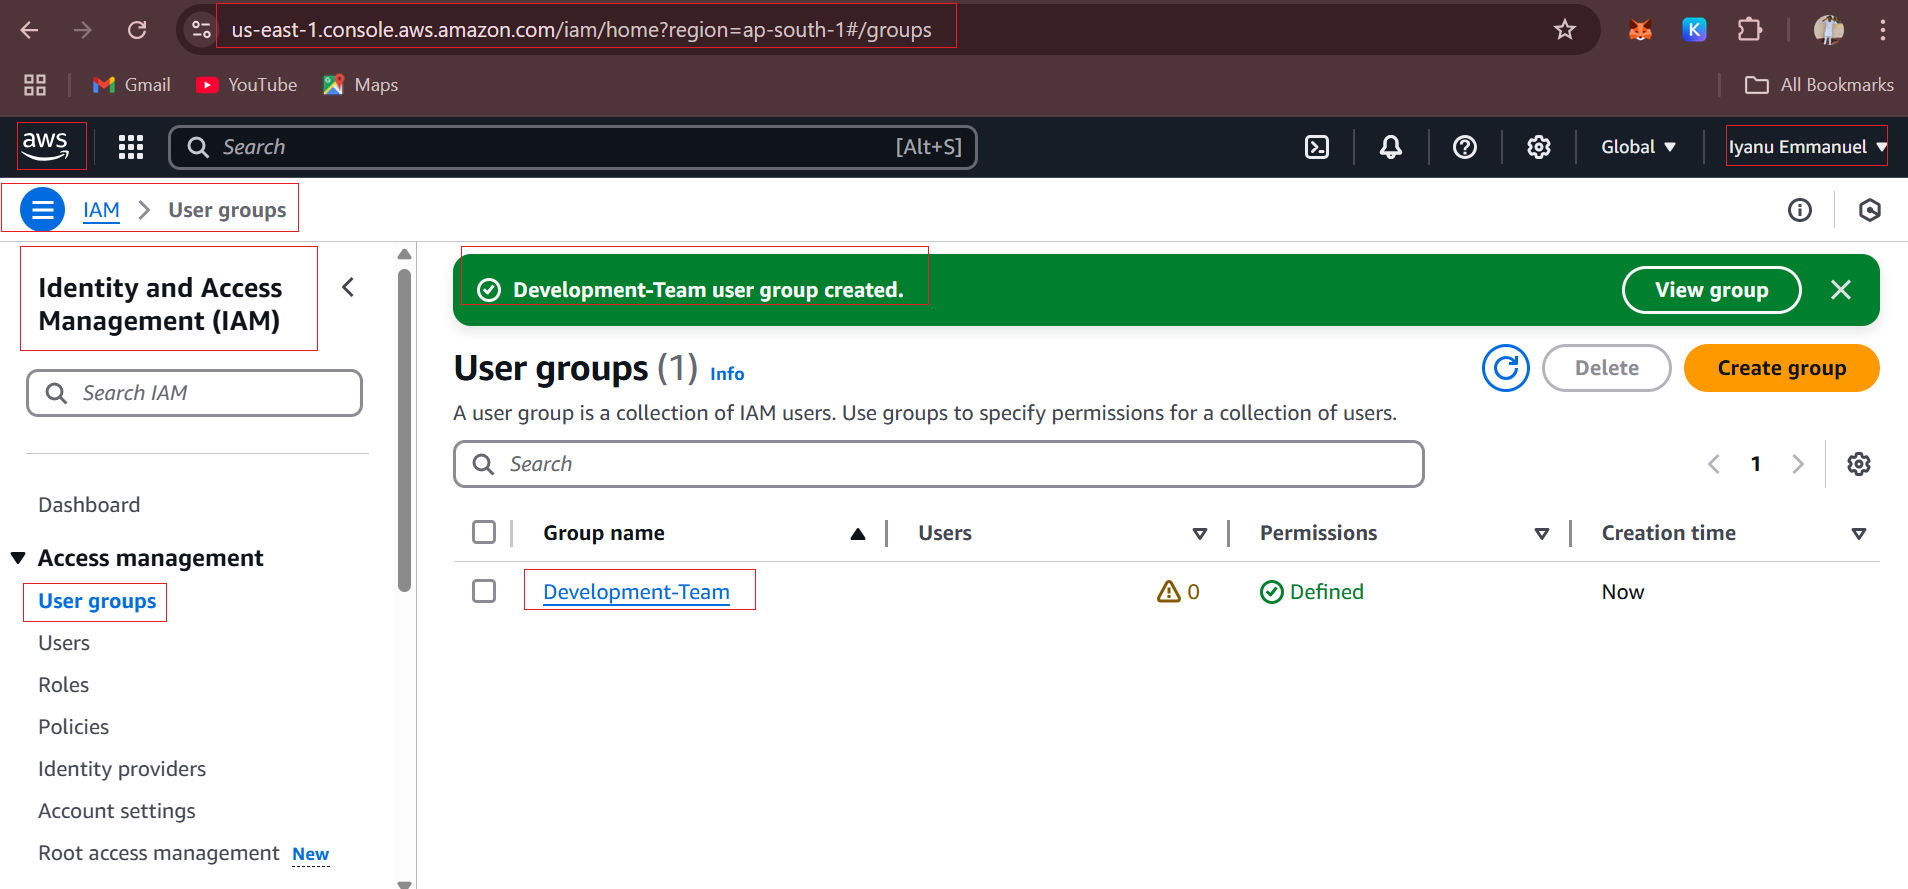 us-east-1.console.aws.amazon.com/iam/home?region=ap-south-1#/groups
K
Gmail
YouTube
Maps
All Bookmarks
aws
Search
[Alt+S]
Global
Iyanu Emmanuel
IAM
User groups
Identity and Access
Management (IAM)
Search IAM
Dashboard
Access management
User groups
Users
Roles
Policies
Identity providers
Account settings
Root access management New
Development-Team user group created.
View group
User groups (1) Info
Delete
Create group
A user group is a collection of IAM users. Use groups to specify permissions for a collection of users.
Search
1
Group name Users Permissions Creation time
Development-Team 0 Defined Now